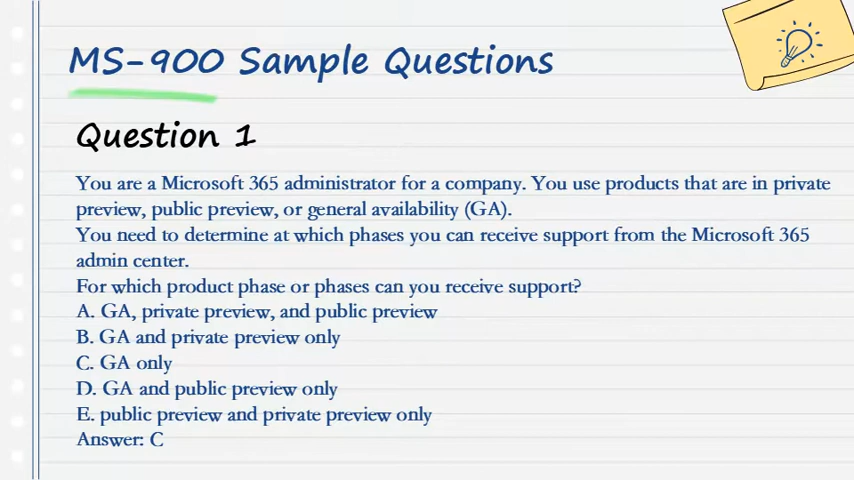 MS-900 Sample Questions
Question 1
You are a Microsoft 365 administrator for a company. You use products that are in private
preview, public preview, or general availability (GA).
You need to determine at which phases you can receive support from the Microsoft 365
admin center.
For which product phase or phases can you receive support?
A. GA, private preview, and public preview
B. GA and private preview only
C. GA only
D. GA and public preview only
E. public preview and private preview only
Answer: C